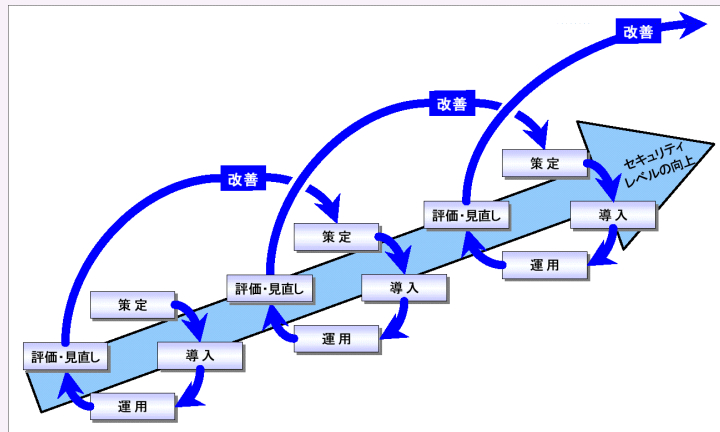 改善
改善
策 定
セキュリティ
レベルの向上
改善
評価・見直し
導 入
策 定
運 用
評価・見直し
導 入
策 定
運 用
評価・見直し
導 入
運 用